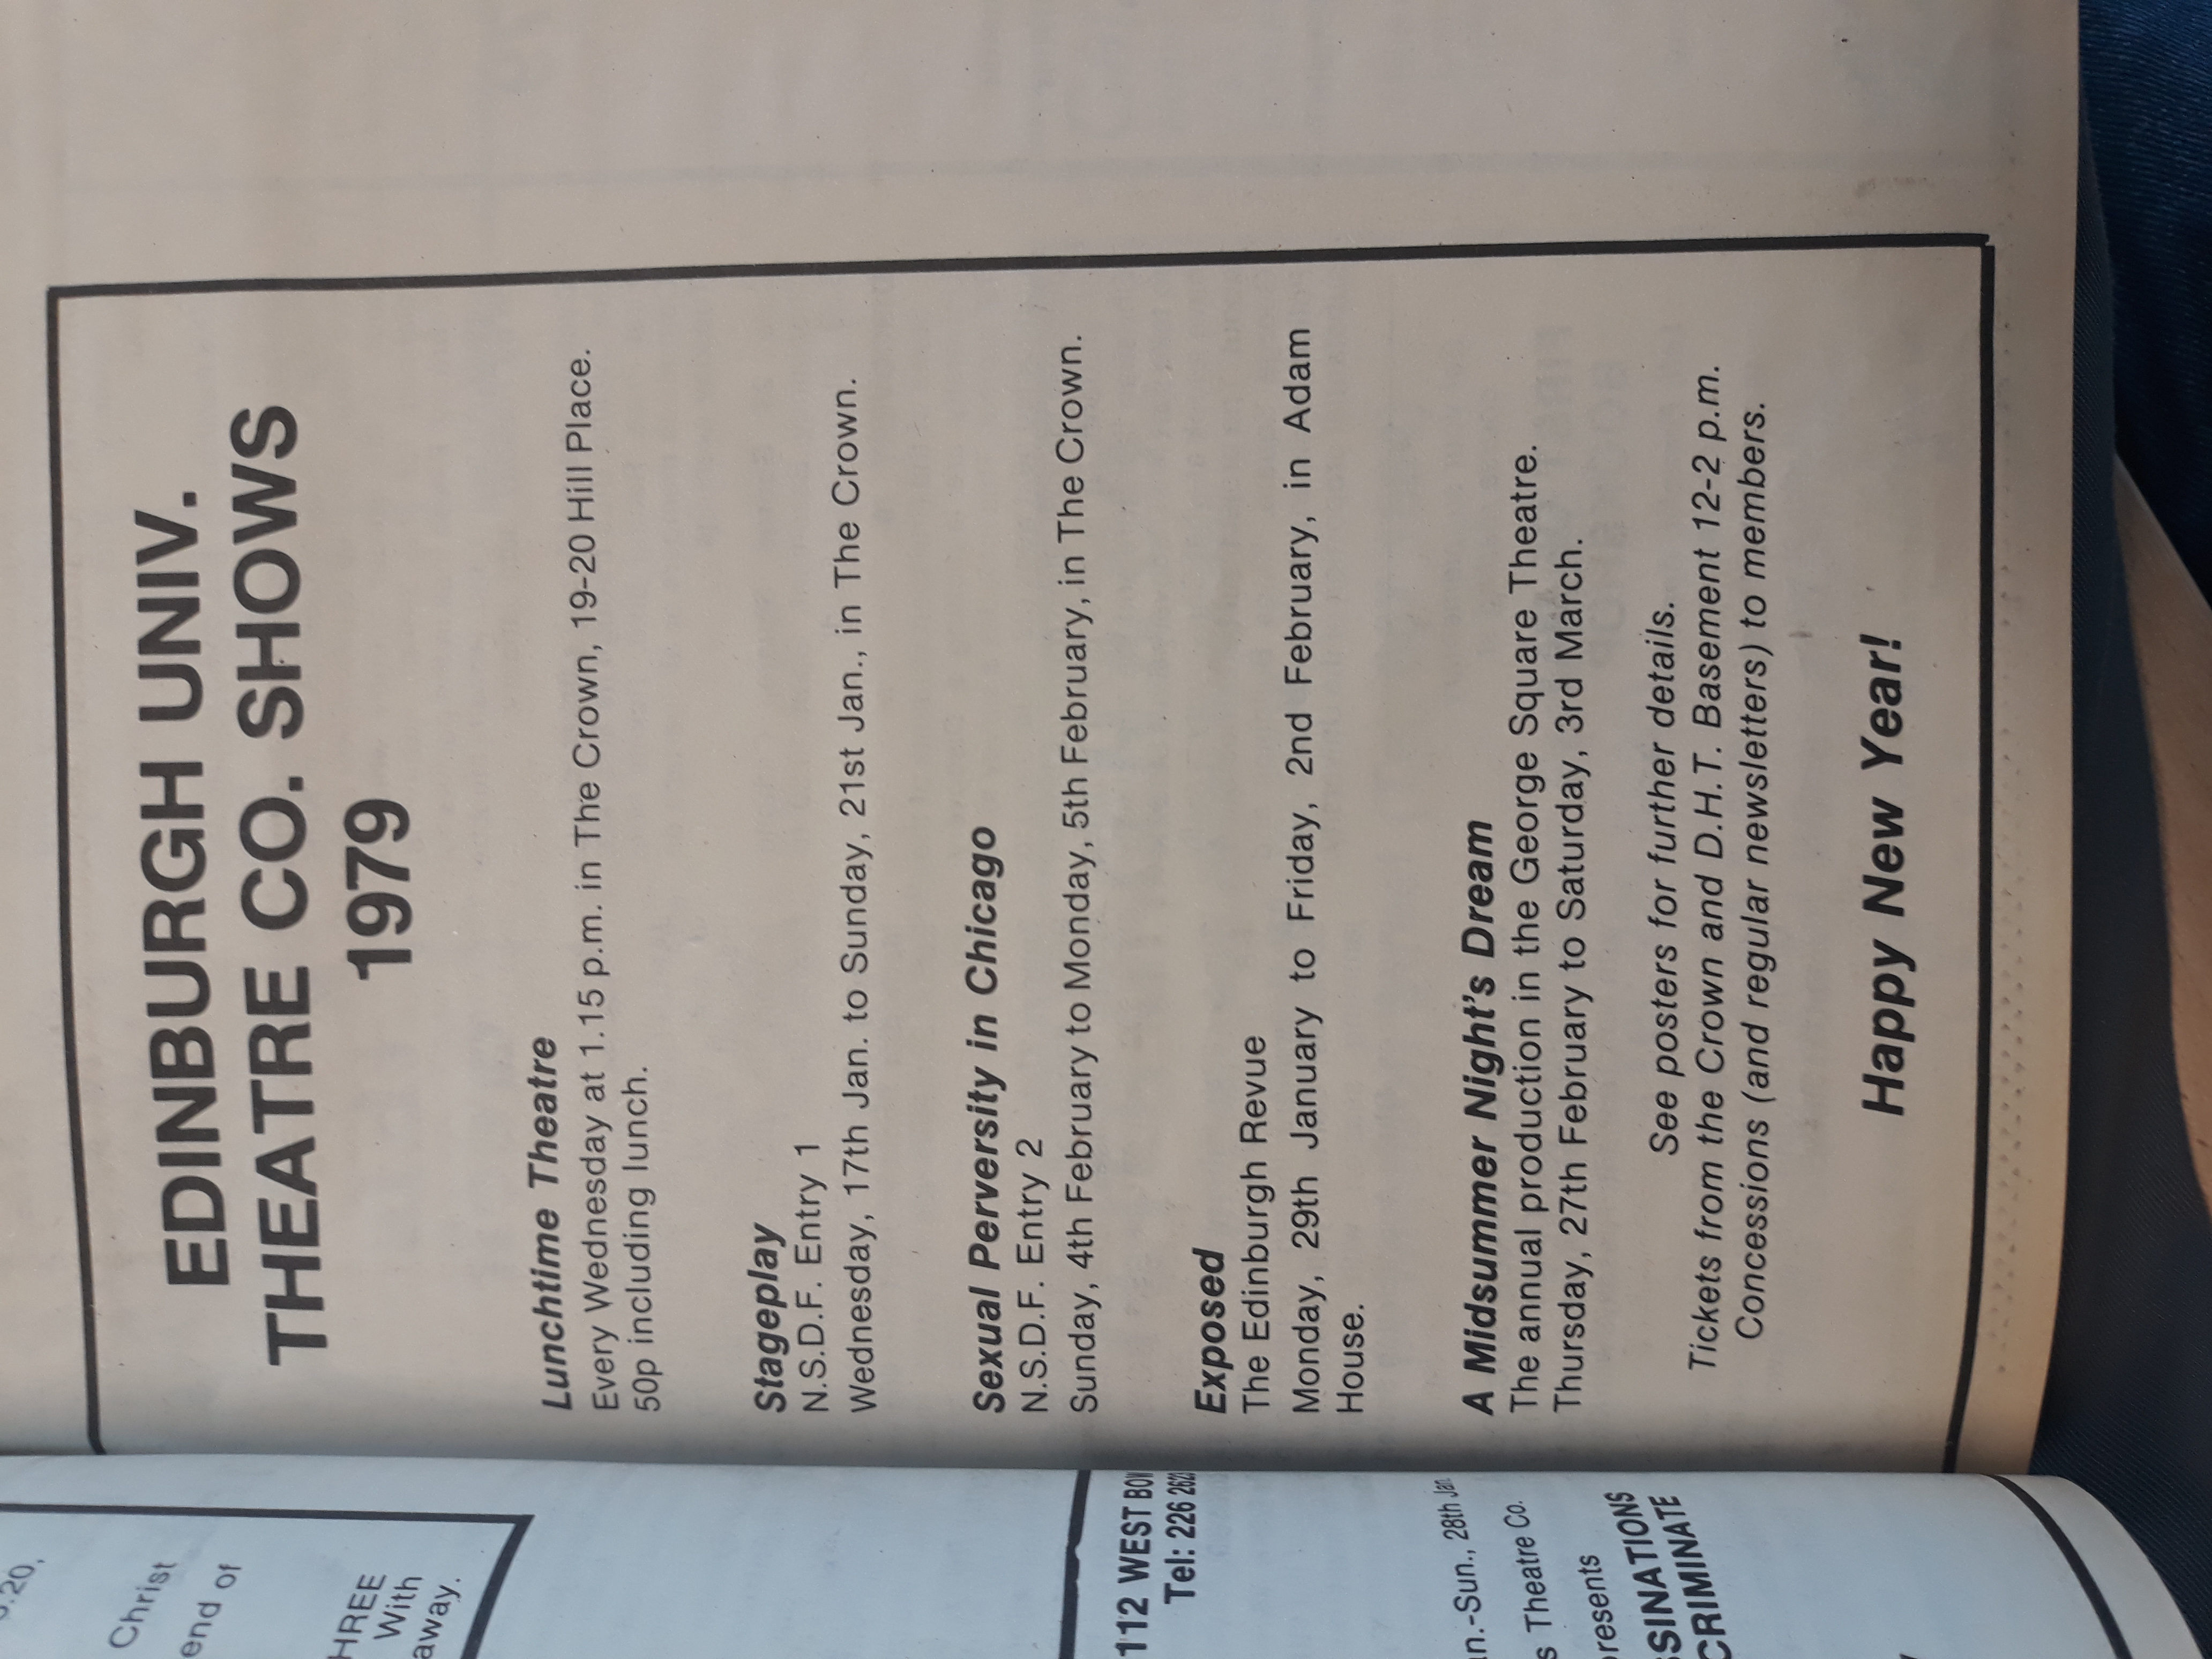 EDINBURGH UNIV.
THEATRE CO. SHOWS
1979
Lunchtime Theatre
Every Wednesday at 1.15 p.m. in The Crown, 19-20 Hill Place.
50p including lunch.
Stageplay
N.S.D.F. Entry 1
Wednesday, 17th Jan. to Sunday, 21st Jan., in The Crown.
Sexual Perversity in Chicago
N.S.D.F. Entry 2
Sunday, 4th February to Monday, 5th February, in The Crown.
Exposed
The Edinburgh Revue
Monday, 29th January to Friday, 2nd February, in Adam
House.
A Midsummer Night's Dream
The annual production in the George Square Theatre.
Thursday, 27th February to Saturday, 3rd March.
See posters for further details.
Tickets from the Crown and D.H.T. Basement 12-2 p.m.
Concessions (and regular newsletters) to members.
Happy New Year!
Christ
end of
With
away.
112 WEST
Tel: 226
Sun., 28th Jan
Theatre Co.